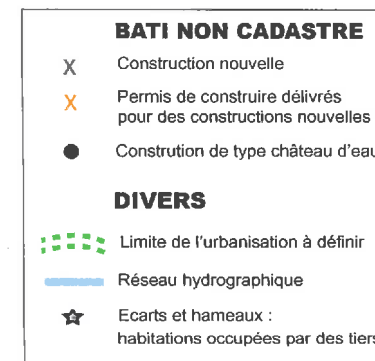 BATI NON CADASTRE
X Construction nouvelle
X Permis de construire délivrés
pour des constructions nouvelles
Constrution de type château d'eau
DIVERS
Limite de l'urbanisation à définir
Réseau hydrographique
E Ecarts et hameaux :
habitations occupées par des tiers